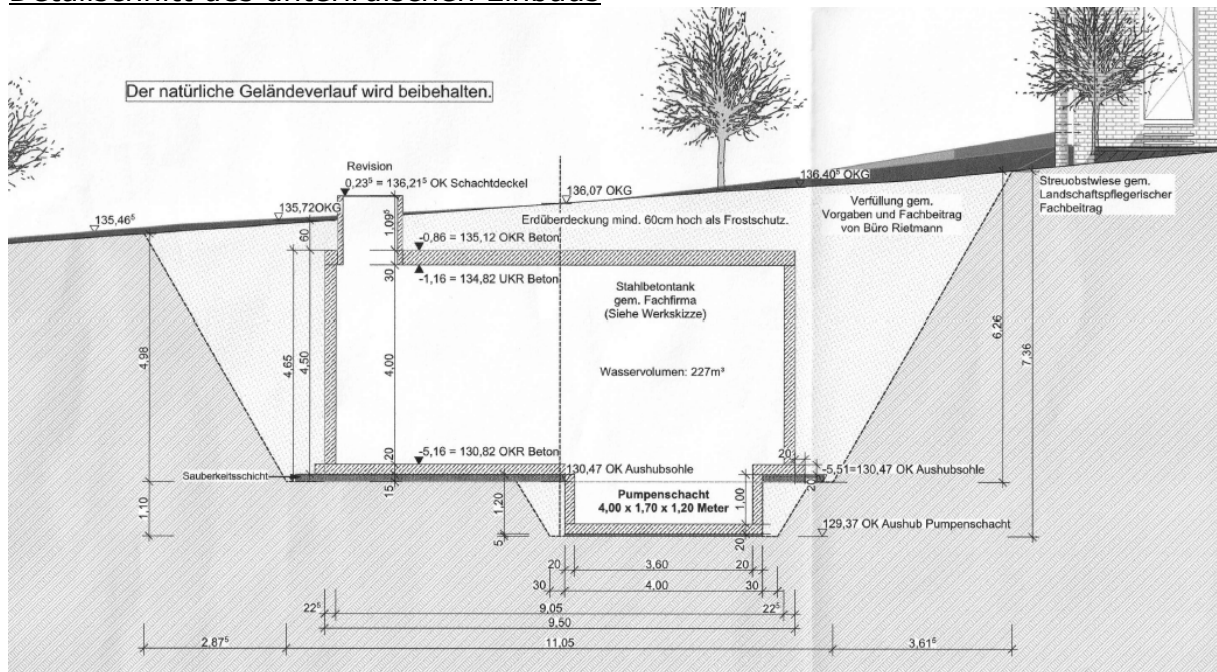 Detailschnitt des unterirdischen Einbaus
Der natürliche Geländeverlauf wird beibehalten.
Revision
0,23⁵ = 136,21⁵ OK Schachtdeckel
136,07 OKG
136,40⁵ OKG
135,72OKG
135,46⁵
Streuobstwiese gem.
Landschaftspflegerischer
Fachbeitrag
Verfüllung gem.
Vorgaben und Fachbeitrag
von Büro Rietmann
Erdüberdeckung mind. 60cm hoch als Frostschutz.
60
1,09⁵
-0,86 = 135,12 OKR Beton
30
-1,16 = 134,82 UKR Beton
Stahlbetontank
gem. Fachfirma
(Siehe Werkskizze)
Wasservolumen: 227m³
4,98
4,65
4,50
4,00
6,26
7,36
-5,16 = 130,82 OKR Beton
20
20
Sauberkeitsschicht
130,47 OK Aushubsohle
-5,51=130,47 OK Aushubsohle
15
20
1,10
1,20
Pumpenschacht
4,00 x 1,70 x 1,20 Meter
1,00
129,37 OK Aushub Pumpenschacht
5
20
20
3,60
20
30
4,00
30
22⁵
9,05
22⁵
9,50
2,87⁵
11,05
3,61⁵